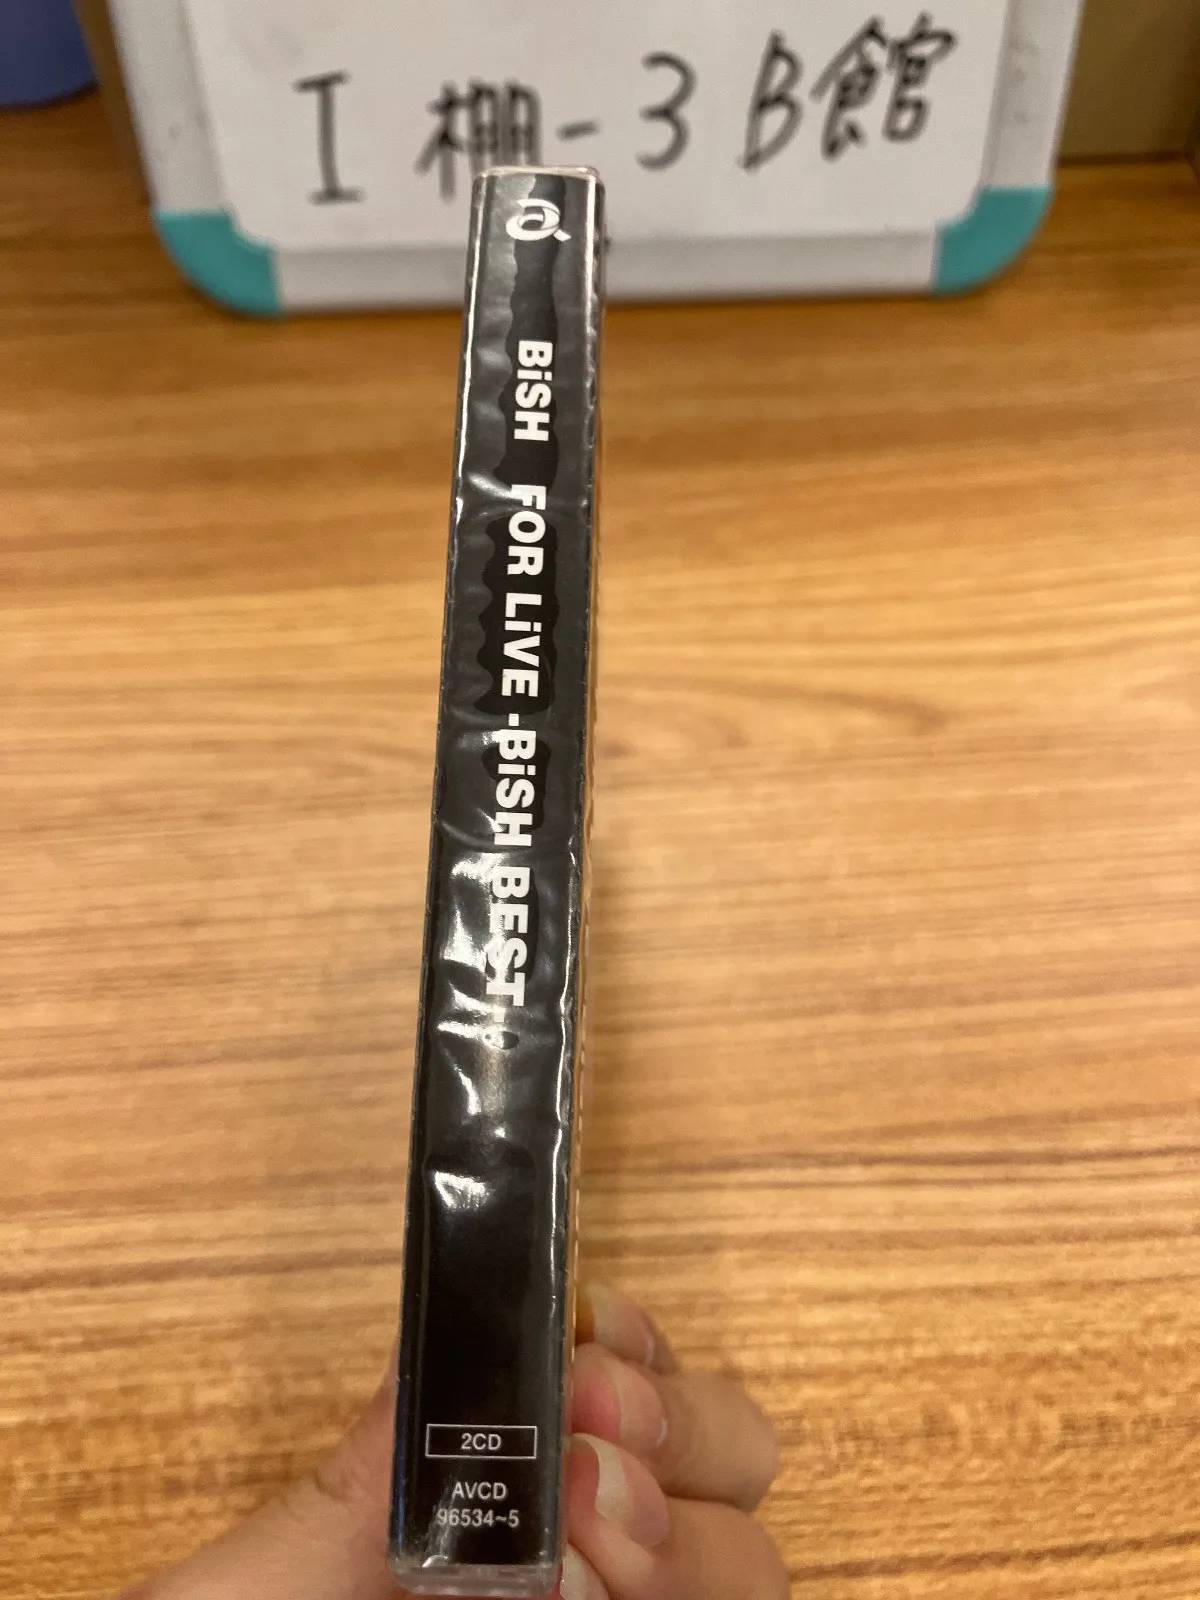 I 棚-3 B館
BiSH FOR LiVE -BiSH BEST-
2CD
AVCD
96534~5